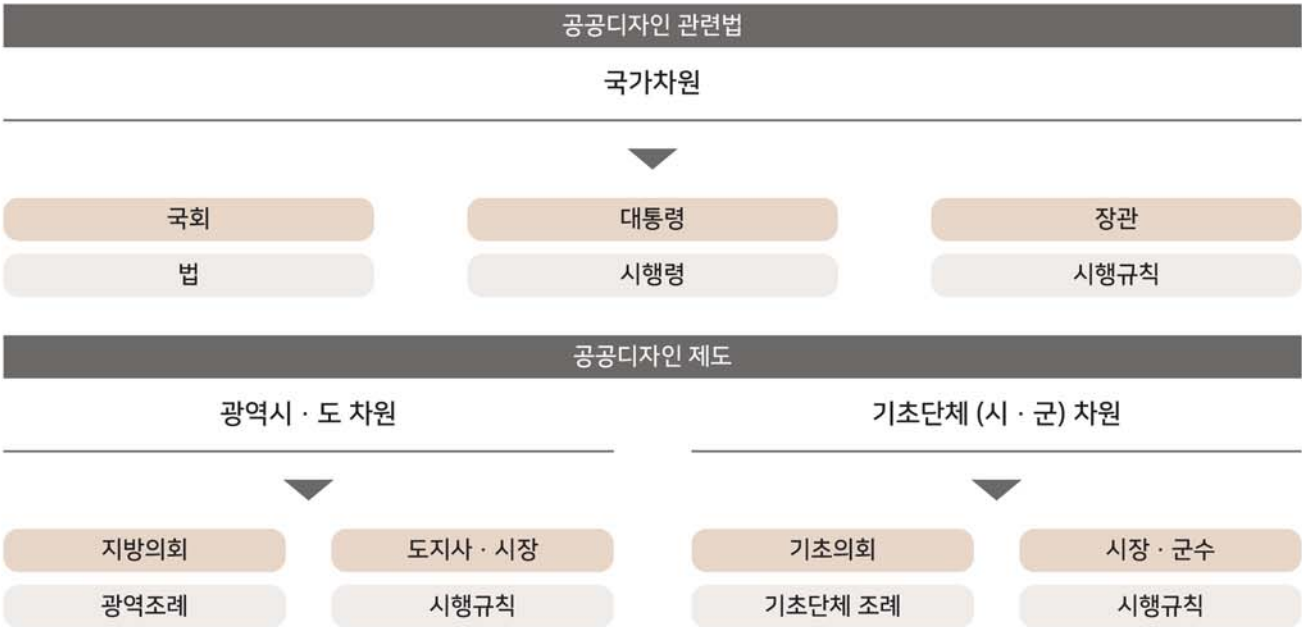 공공디자인 관련법
국가차원
국회 대통령 장관
법 시행령 시행규칙
공공디자인 제도
광역시 · 도 차원 기초단체 (시 · 군) 차원
지방의회 도지사 · 시장 기초의회 시장 · 군수
광역조례 시행규칙 기초단체 조례 시행규칙